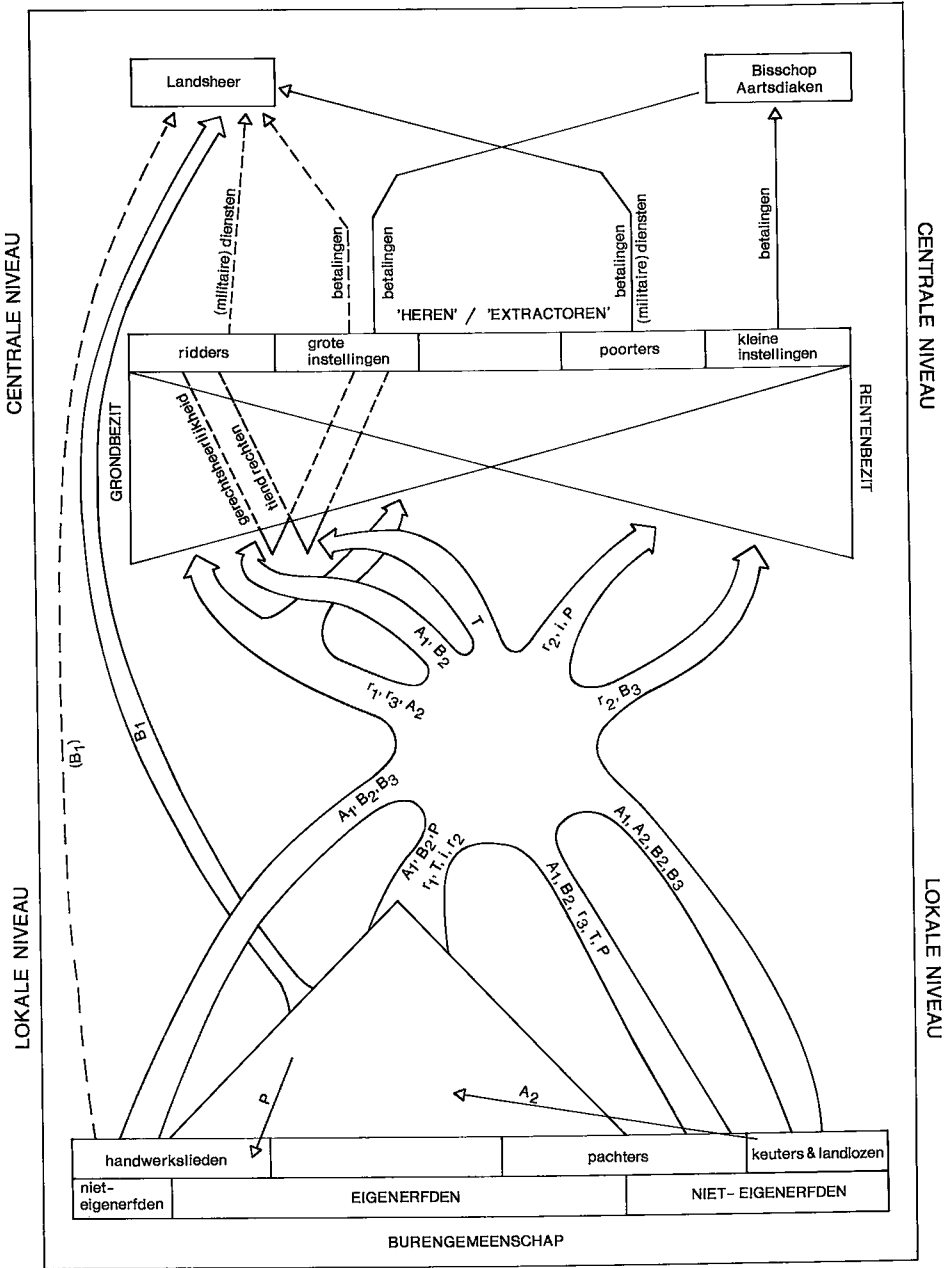 Landsheer
Bisschop
Aartsdiaken
CENTRALE NIVEAU
CENTRALE NIVEAU
(militaire) diensten
betalingen
betalingen
betalingen
(militaire) diensten
betalingen
'HEREN' / 'EXTRACTOREN'
ridders
grote
instellingen
poorters
kleine
instellingen
GRONDBEZIT
gerechtsheerlijkheid
tiend rechten
RENTENBEZIT
T
A1, B2
r2, i, P
r1, r3, A2
r2, B3
B1
(B1)
A1, B2, B3
A1, B2, P
r1, T, i, r2
A1, B2, r3, T, P
A1, A2, B2, B3
LOKALE NIVEAU
LOKALE NIVEAU
P
A2
handwerkslieden
pachters
keuters & landlozen
niet-
eigenerfden
EIGENERFDEN
NIET- EIGENERFDEN
BURENGEMEENSCHAP